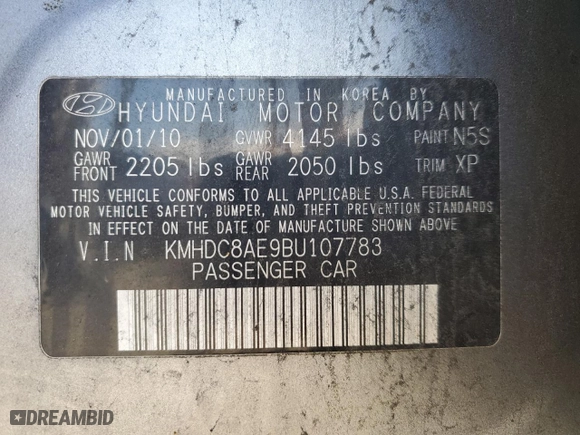 MANUFACTURED IN KOREA BY
HYUNDAI MOTOR COMPANY
NOV/01/10 GVWR 4145 lbs PAINT N5S
GAWR FRONT 2205 lbs GAWR REAR 2050 lbs TRIM XP
THIS VEHICLE CONFORMS TO ALL APPLICABLE U.S.A. FEDERAL
MOTOR VEHICLE SAFETY, BUMPER, AND THEFT PREVENTION STANDARDS
IN EFFECT ON THE DATE OF MANUFACTURE SHOWN ABOVE.
V.I.N KMHDC8AE9BU107783
PASSENGER CAR
DREAMBID